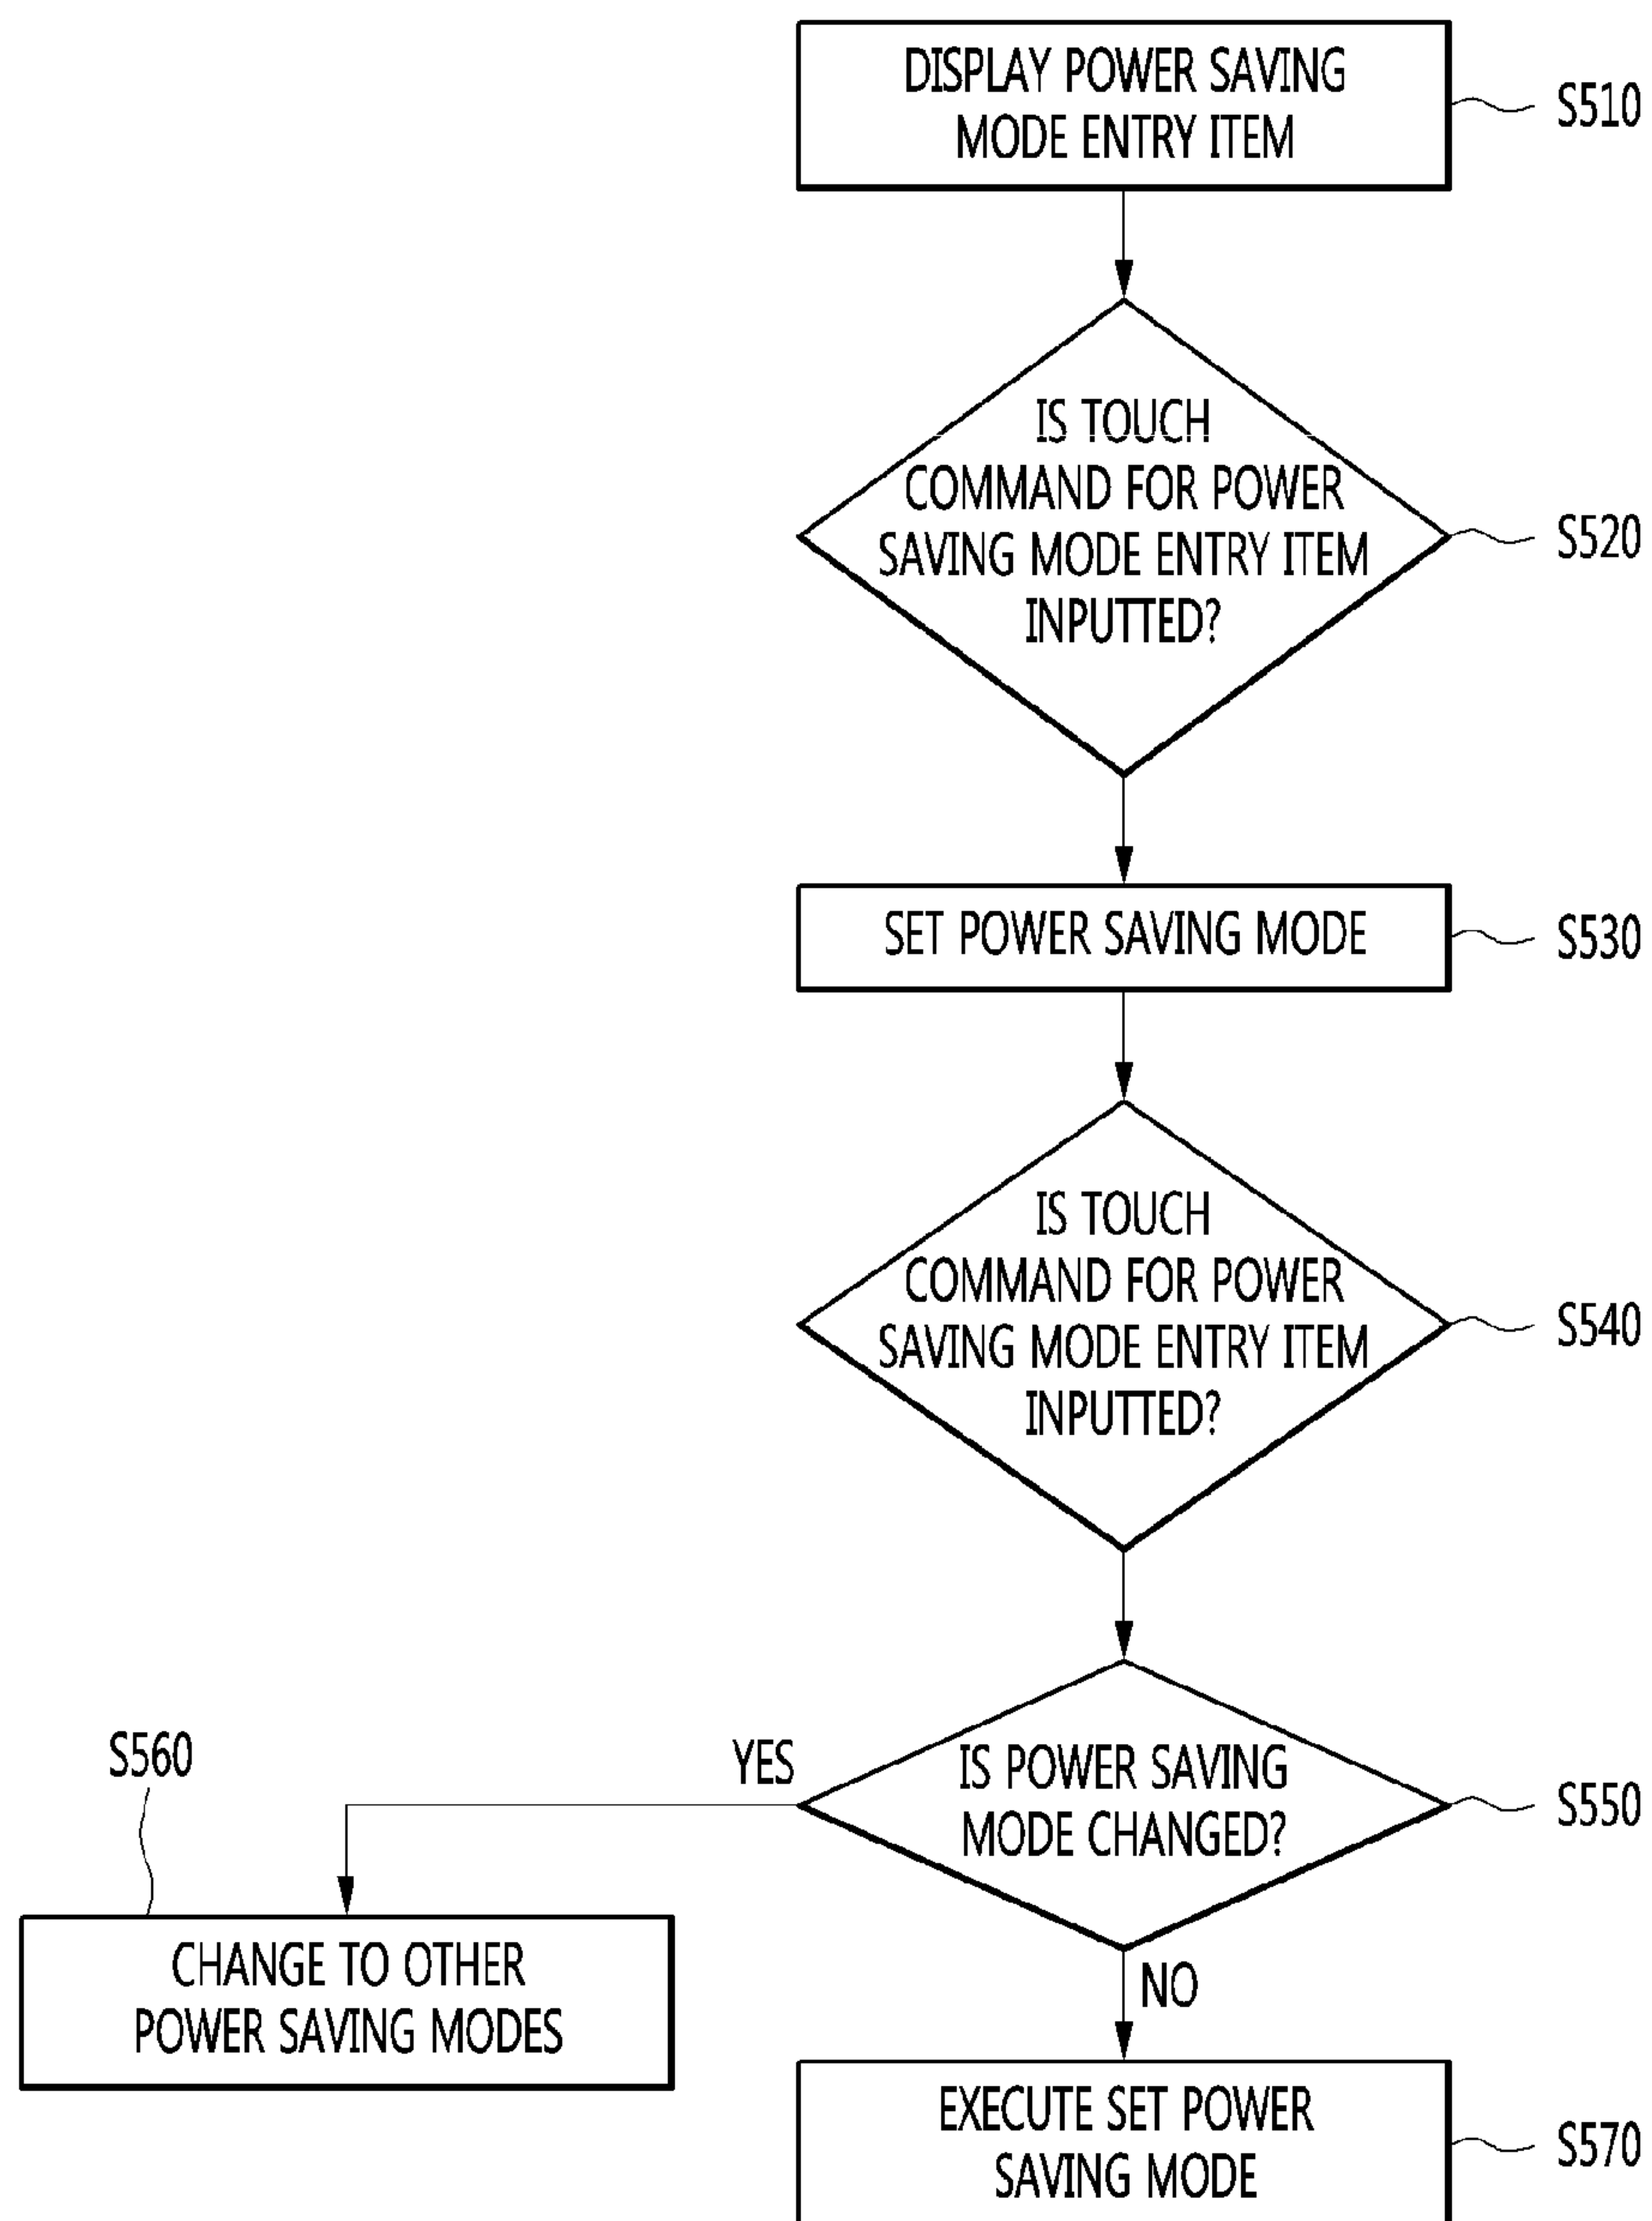 DISPLAY POWER SAVING
MODE ENTRY ITEM
S510
IS TOUCH
COMMAND FOR POWER
SAVING MODE ENTRY ITEM
INPUTTED?
S520
SET POWER SAVING MODE
S530
IS TOUCH
COMMAND FOR POWER
SAVING MODE ENTRY ITEM
INPUTTED?
S540
IS POWER SAVING
MODE CHANGED?
S550
YES
S560
CHANGE TO OTHER
POWER SAVING MODES
NO
EXECUTE SET POWER
SAVING MODE
S570